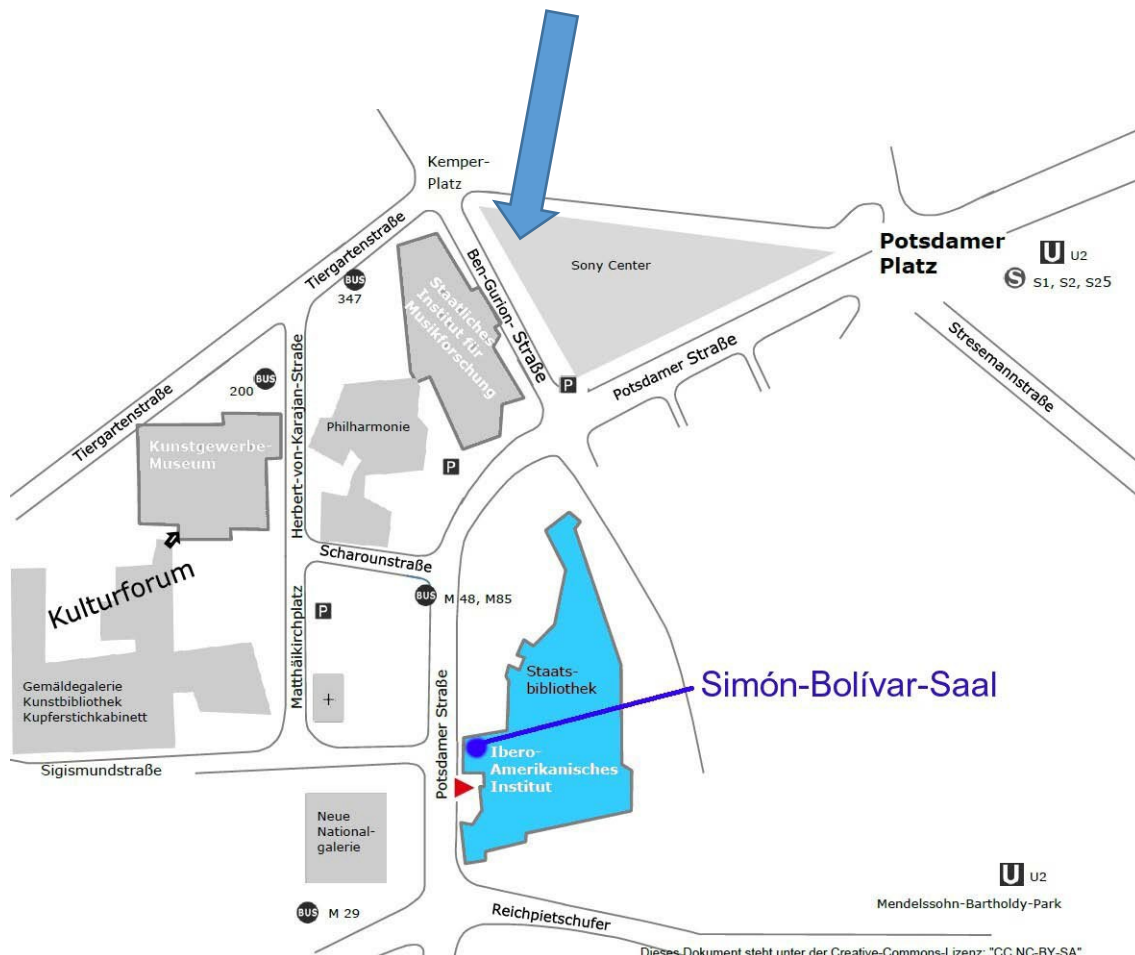 Kemper-
Platz
Tiergartenstraße
BUS
347
Ben-Gurion- Straße
Sony Center
Potsdamer
Platz
U U2
S S1, S2, S25
Staatliches
Institut für
Musikforschung
Stresemannstraße
Potsdamer Straße
P
BUS
200
Tiergartenstraße
Herbert-von-Karajan-Straße
Philharmonie
Kunstgewerbe-
Museum
P
Scharounstraße
Kulturforum
BUS M 48, M85
P
Matthäikirchplatz
Gemäldegalerie
Kunstbibliothek
Kupferstichkabinett
+
Staats-
bibliothek
Simón-Bolívar-Saal
Potsdamer Straße
Ibero-
Amerikanisches
Institut
Sigismundstraße
Neue
National-
galerie
U U2
Mendelssohn-Bartholdy-Park
BUS M 29
Reichpietschufer
Dieses Dokument steht unter der Creative-Commons-Lizenz: "CC NC-BY-SA"